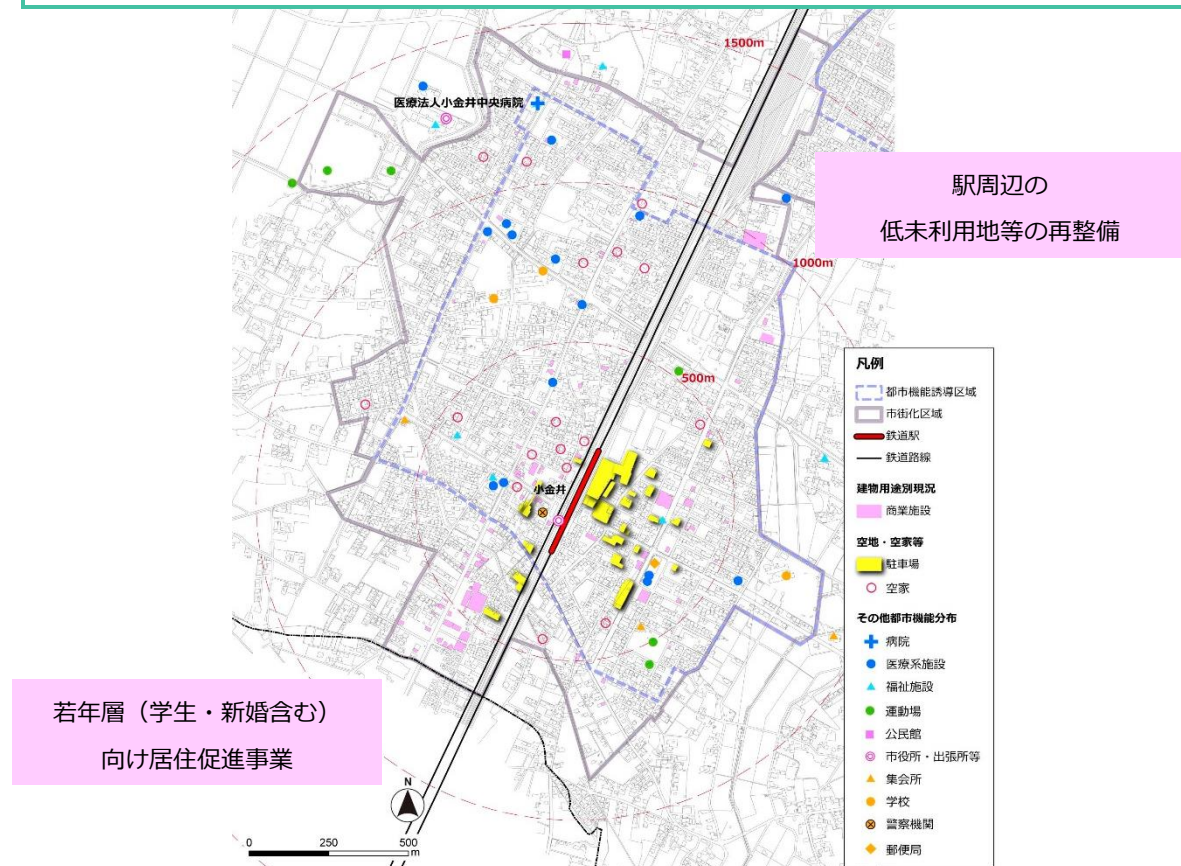 1500m
医療法人小金井中央病院
駅周辺の
低未利用地等の再整備
1000m
500m
小金井
凡例
都市機能誘導区域
市街化区域
鉄道駅
鉄道路線
建物用途別現況
商業施設
空地・空家等
駐車場
空家
その他都市機能分布
病院
医療系施設
福祉施設
運動場
公民館
市役所・出張所等
集会所
学校
警察機関
郵便局
若年層（学生・新婚含む）
向け居住促進事業
N
0 250 500
m